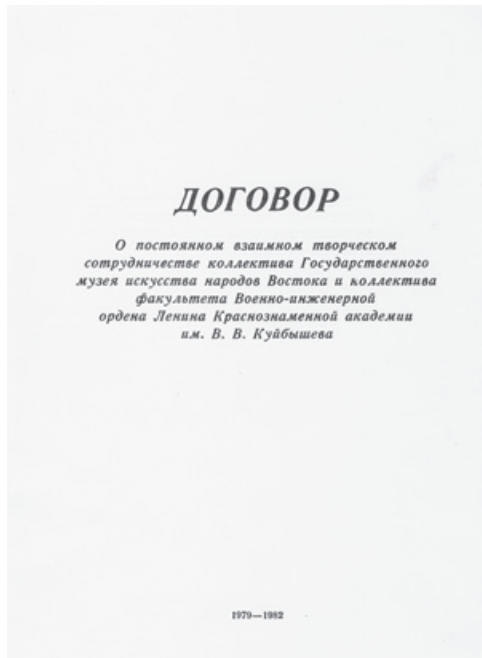 ДОГОВОР
О постоянном взаимном творческом
сотрудничестве коллектива Государственного
музея искусства народов Востока и коллектива
факультета Военно-инженерной
ордена Ленина Краснознаменной академии
им. В. В. Куйбышева
1979—1982